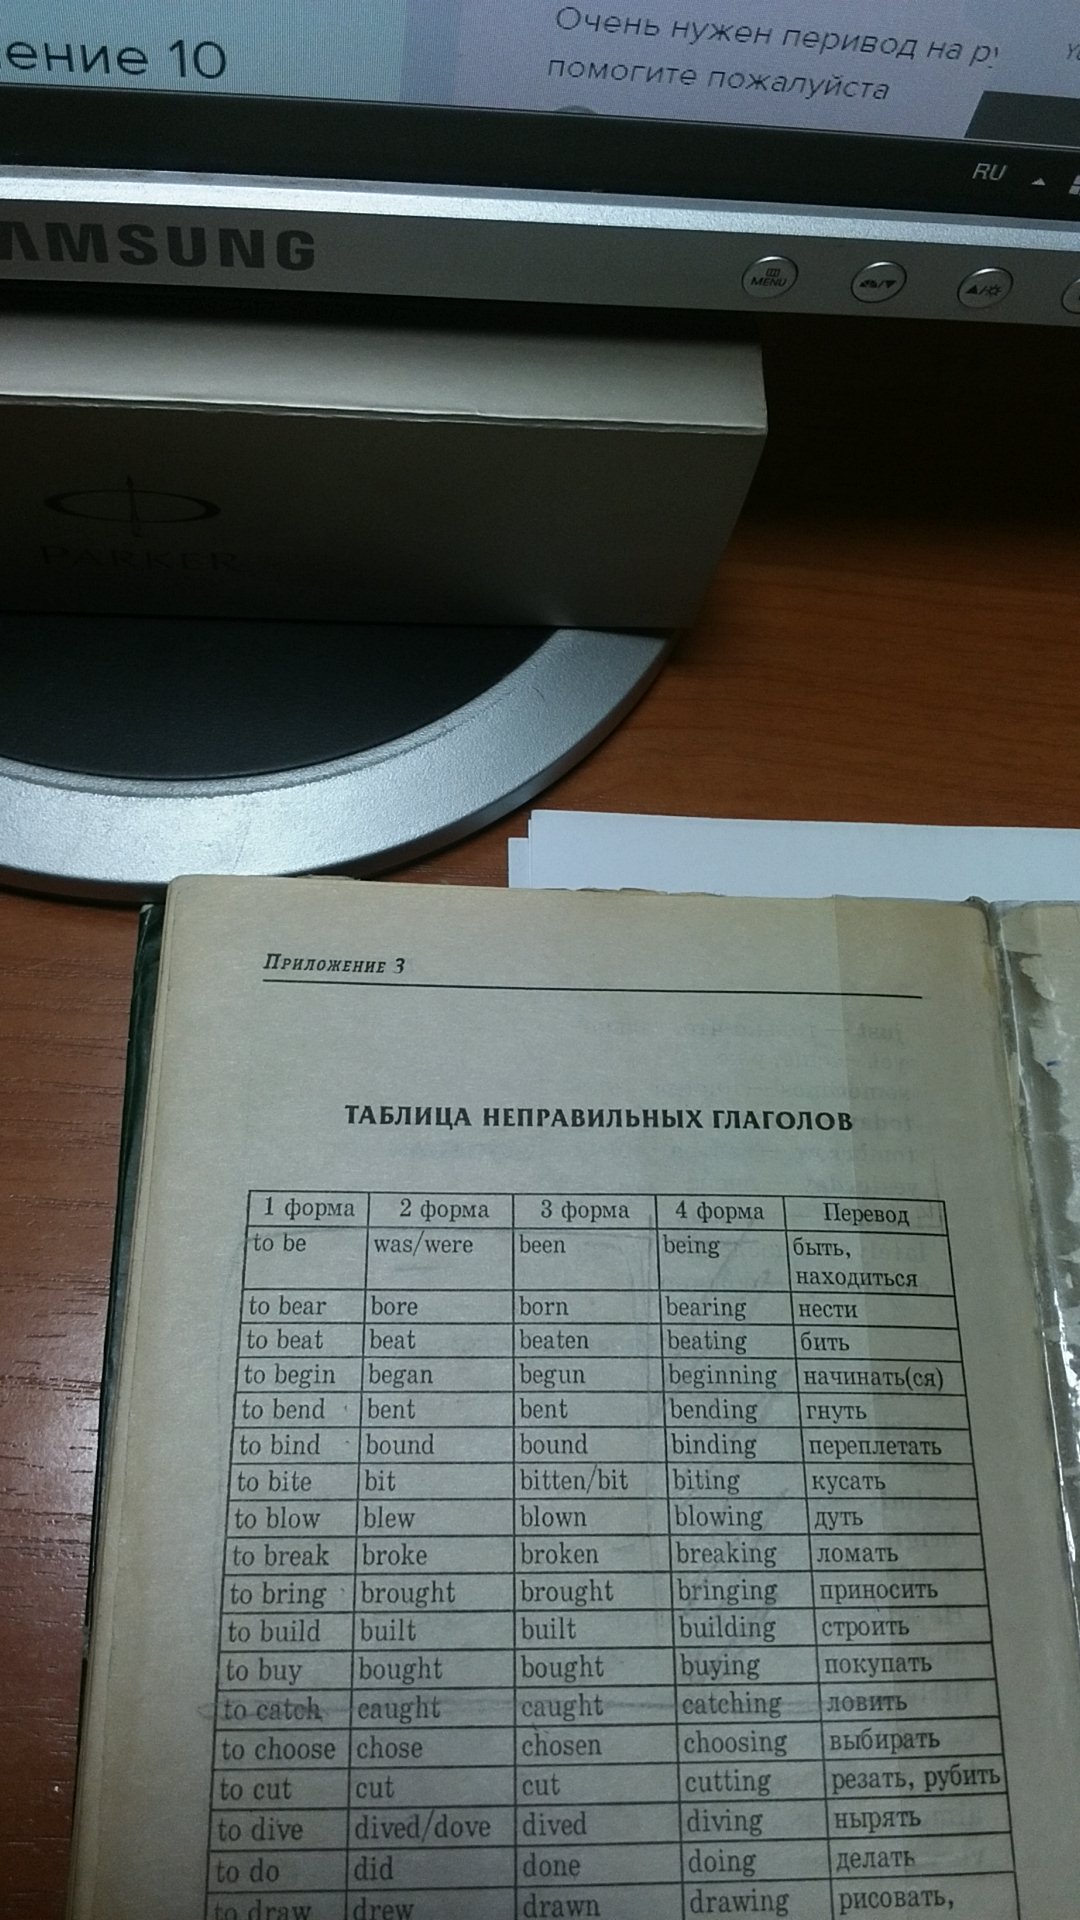 ение 10
Очень нужен перивод на
помогите пожалуйста
RU
AMSUNG
MENU
PARKER
Приложение 3
ТАБЛИЦА НЕПРАВИЛЬНЫХ ГЛАГОЛОВ
1 форма 2 форма 3 форма 4 форма Перевод
to be was/were been being быть,
находиться
to bear bore born bearing нести
to beat beat beaten beating бить
to begin began begun beginning начинать(ся)
to bend bent bent bending гнуть
to bind bound bound binding переплетать
to bite bit bitten/bit biting кусать
to blow blew blown blowing дуть
to break broke broken breaking ломать
to bring brought brought bringing приносить
to build built built building строить
to buy bought bought buying покупать
to catch caught caught catching ловить
to choose chose chosen choosing выбирать
to cut cut cut cutting резать, рубить
to dive dived/dove dived diving нырять
to do did done doing делать
to draw drew drawn drawing рисовать,